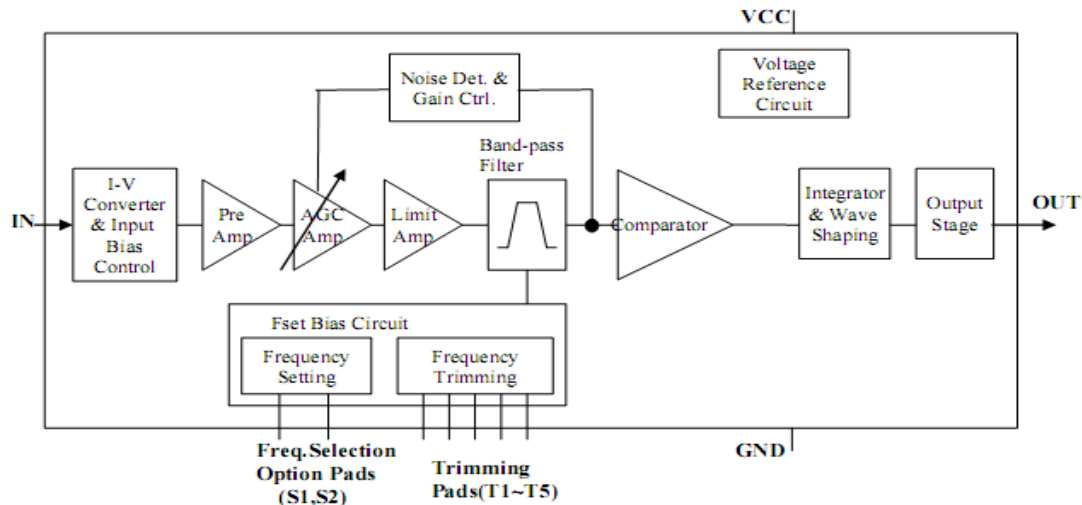 VCC
Noise Det. &
Gain Ctrl.
Voltage
Reference
Circuit
Band-pass
Filter
IN
I-V
Converter
& Input
Bias
Control
Pre
Amp
AGC
Amp
Limit
Amp
Comparator
Integrator
& Wave
Shaping
Output
Stage
OUT
Fset Bias Circuit
Frequency
Setting
Frequency
Trimming
Freq.Selection
Option Pads
(S1,S2)
Trimming
Pads(T1~T5)
GND